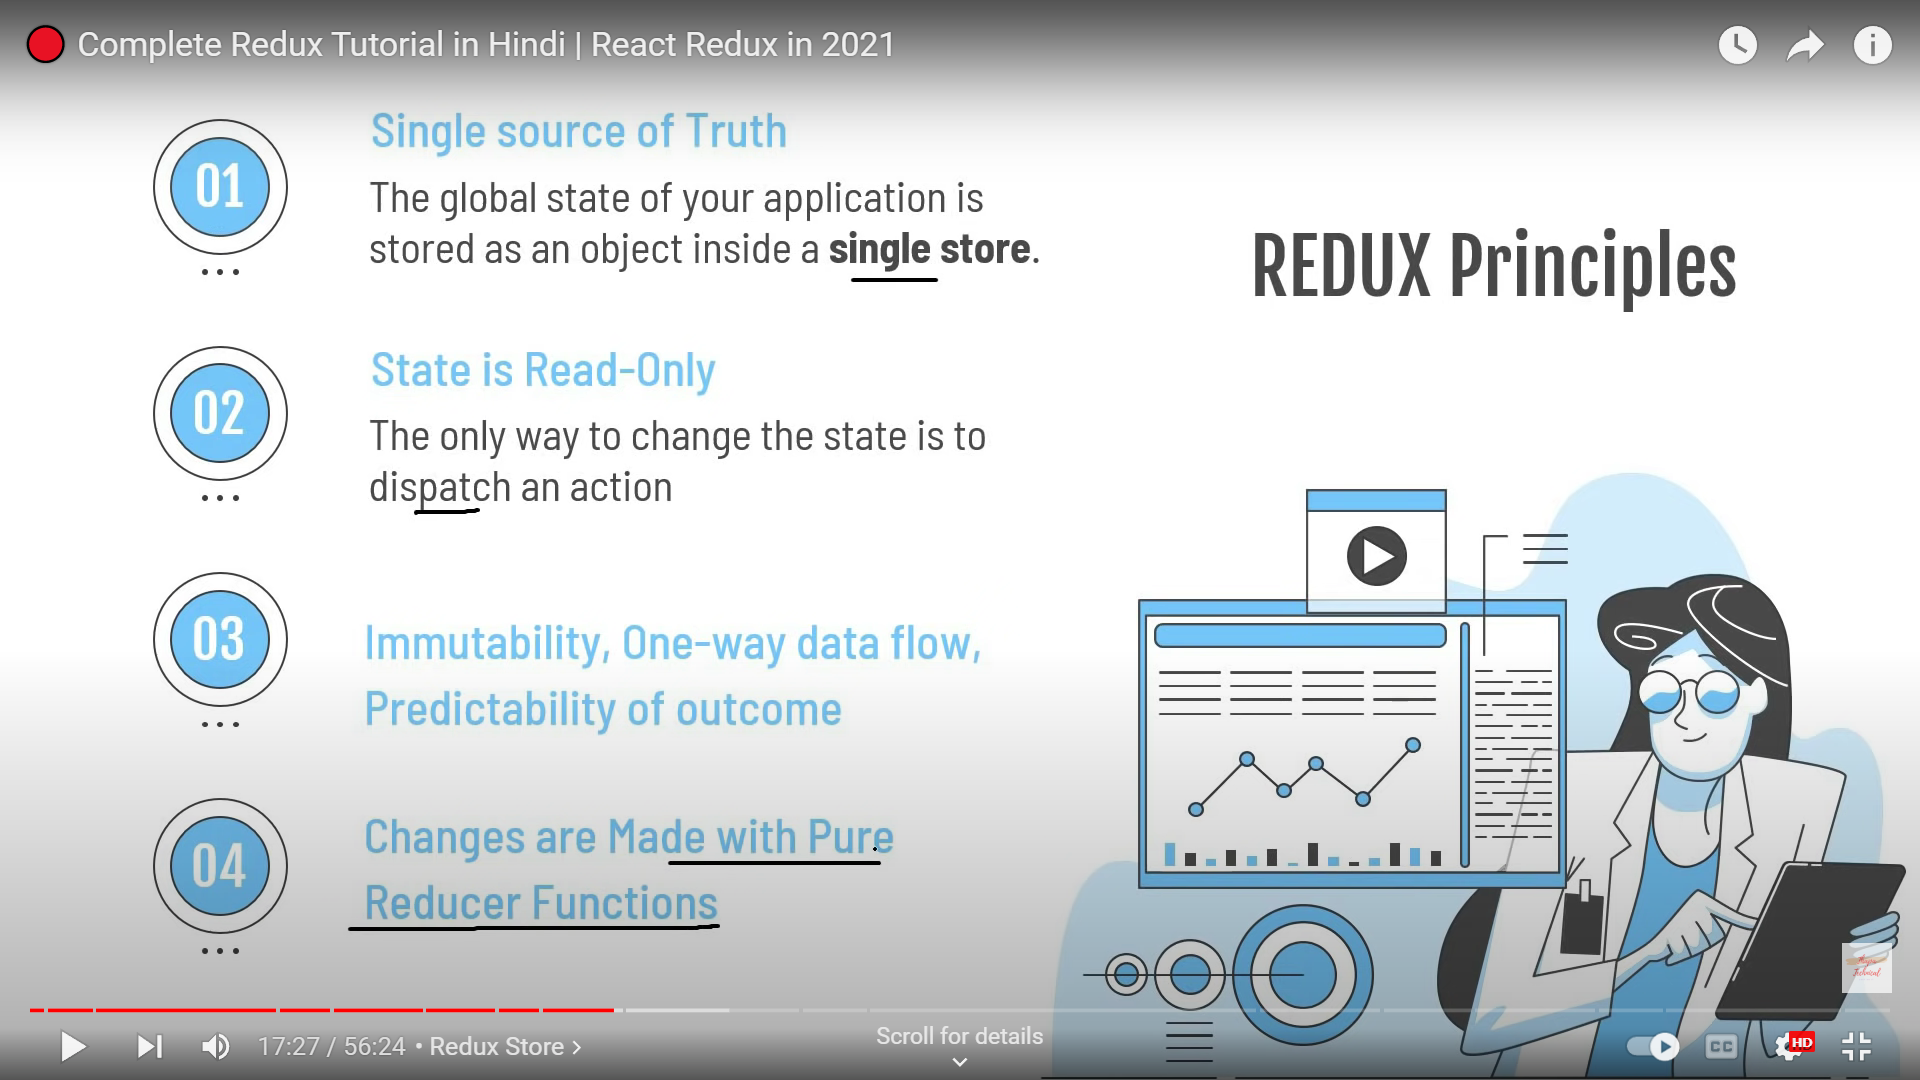 Complete Redux Tutorial in Hindi | React Redux in 2021
01
Single source of Truth
The global state of your application is
stored as an object inside a single store.
REDUX Principles
02
State is Read-Only
The only way to change the state is to
dispatch an action
03
Immutability, One-way data flow,
Predictability of outcome
04
Changes are Made with Pure
Reducer Functions
Technical
17:27 / 56:24 • Redux Store >
Scroll for details
CC
HD